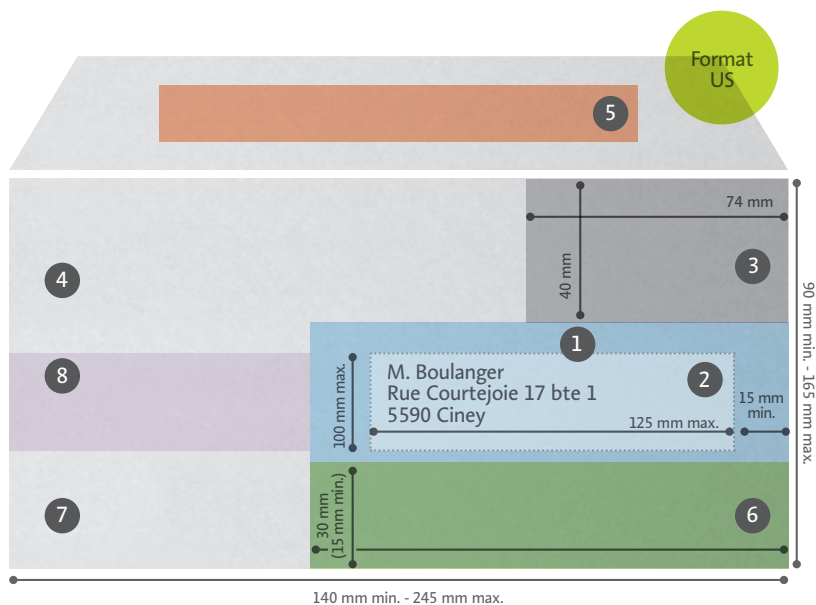 Format
US
5
74 mm
40 mm
3
4
90 mm min. - 165 mm max.
1
8
M. Boulanger
Rue Courtejoie 17 bte 1
5590 Ciney
2
100 mm max.
125 mm max.
15 mm
min.
7
30 mm
(15 mm min.)
6
140 mm min. - 245 mm max.